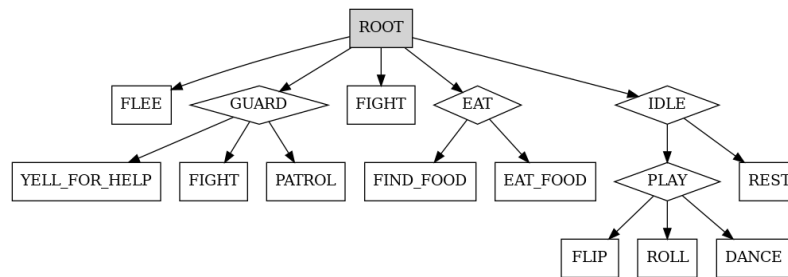 ROOT
FLEE GUARD FIGHT EAT IDLE
YELL_FOR_HELP FIGHT PATROL FIND_FOOD EAT_FOOD PLAY REST
FLIP ROLL DANCE